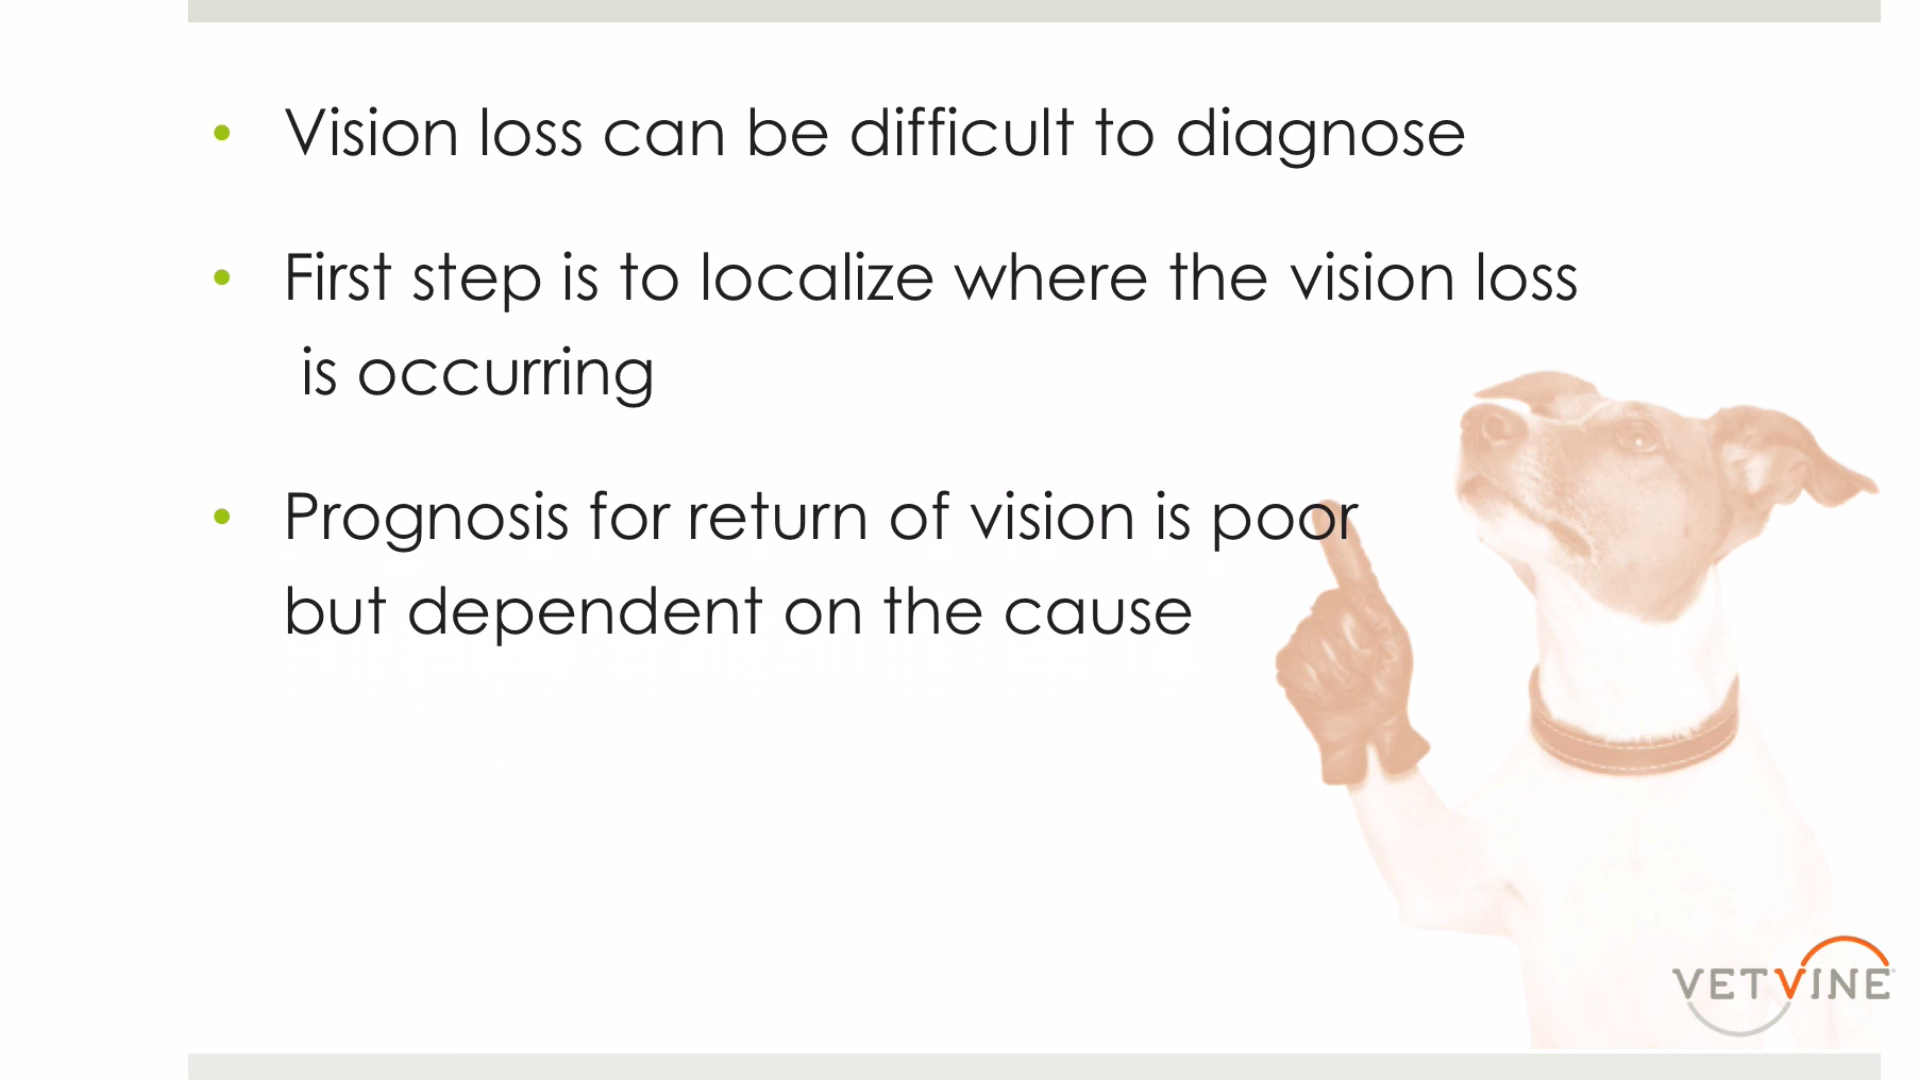 • Vision loss can be difficult to diagnose
• First step is to localize where the vision loss
is occurring
• Prognosis for return of vision is poor
but dependent on the cause
VETVINE